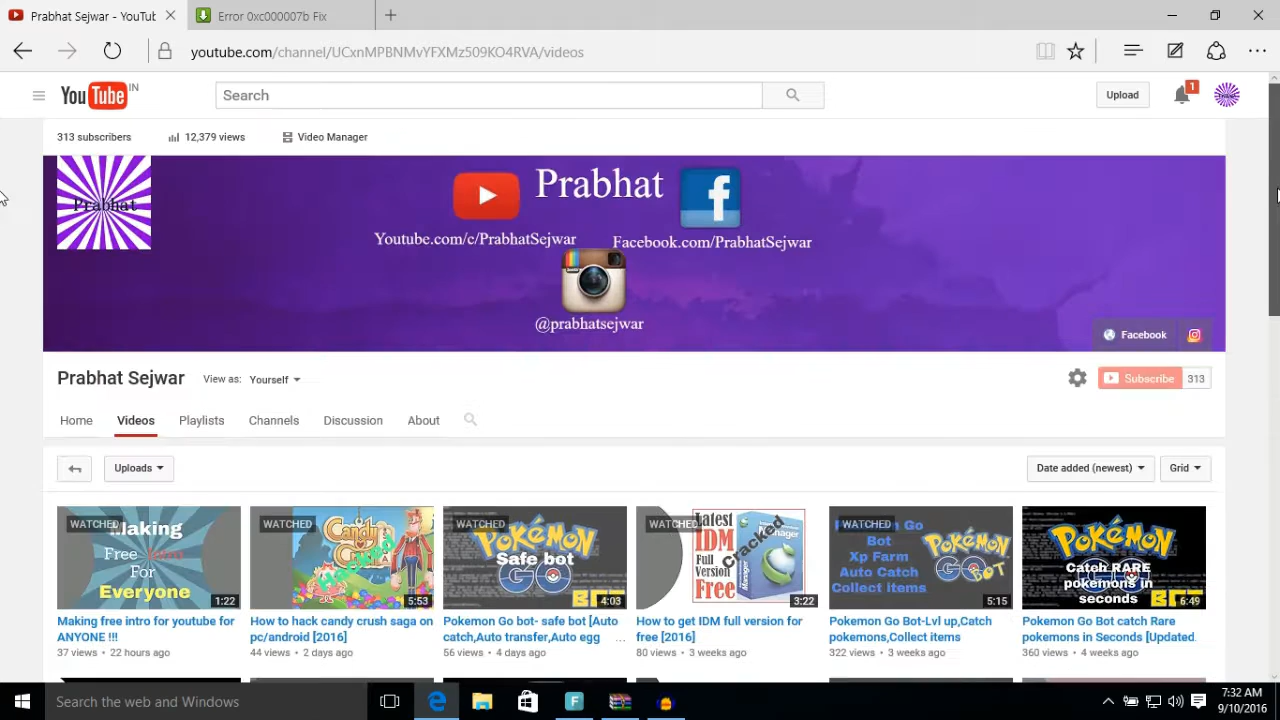 Prabhat Sejwar - YouT
Error 0xc000007b Fix
youtube.com/channel/UCxnMPBNMvYFXMz509KO4RVA/videos
YouTube IN
Search
Upload
1
313 subscribers
12,379 views
Video Manager
Prabhat
Prabhat
Youtube.com/c/PrabhatSejwar
Facebook.com/PrabhatSejwar
@prabhatsejwar
Facebook
Prabhat Sejwar
View as: Yourself
Subscribe 313
Home
Videos
Playlists
Channels
Discussion
About
Uploads
Date added (newest)
Grid
WATCHED
Making
Free Intro
For
Everyone
1:22
WATCHED
Candy
5:53
WATCHED
Pokémon
Safe bot
GO
4:03
WATCHED
Latest
IDM
Full
Version
Free
cracked
3:22
WATCHED
Go
Bot
Xp Farm
Auto Catch
Collect Items
Pokémon
GO
BOT
5:15
Pokémon
GO
Catch RARE
pokemons in
seconds
6:49
Making free intro for youtube for
ANYONE !!!
37 views • 22 hours ago
How to hack candy crush saga on
pc/android [2016]
44 views • 2 days ago
Pokemon Go bot- safe bot [Auto
catch,Auto transfer,Auto egg ...
56 views • 4 days ago
How to get IDM full version for
free [2016]
80 views • 3 weeks ago
Pokemon Go Bot-Lvl up,Catch
pokemons,Collect items
322 views • 3 weeks ago
Pokemon Go Bot catch Rare
pokemons in Seconds [Updated.
360 views • 4 weeks ago
Search the web and Windows
7:32 AM
9/10/2016